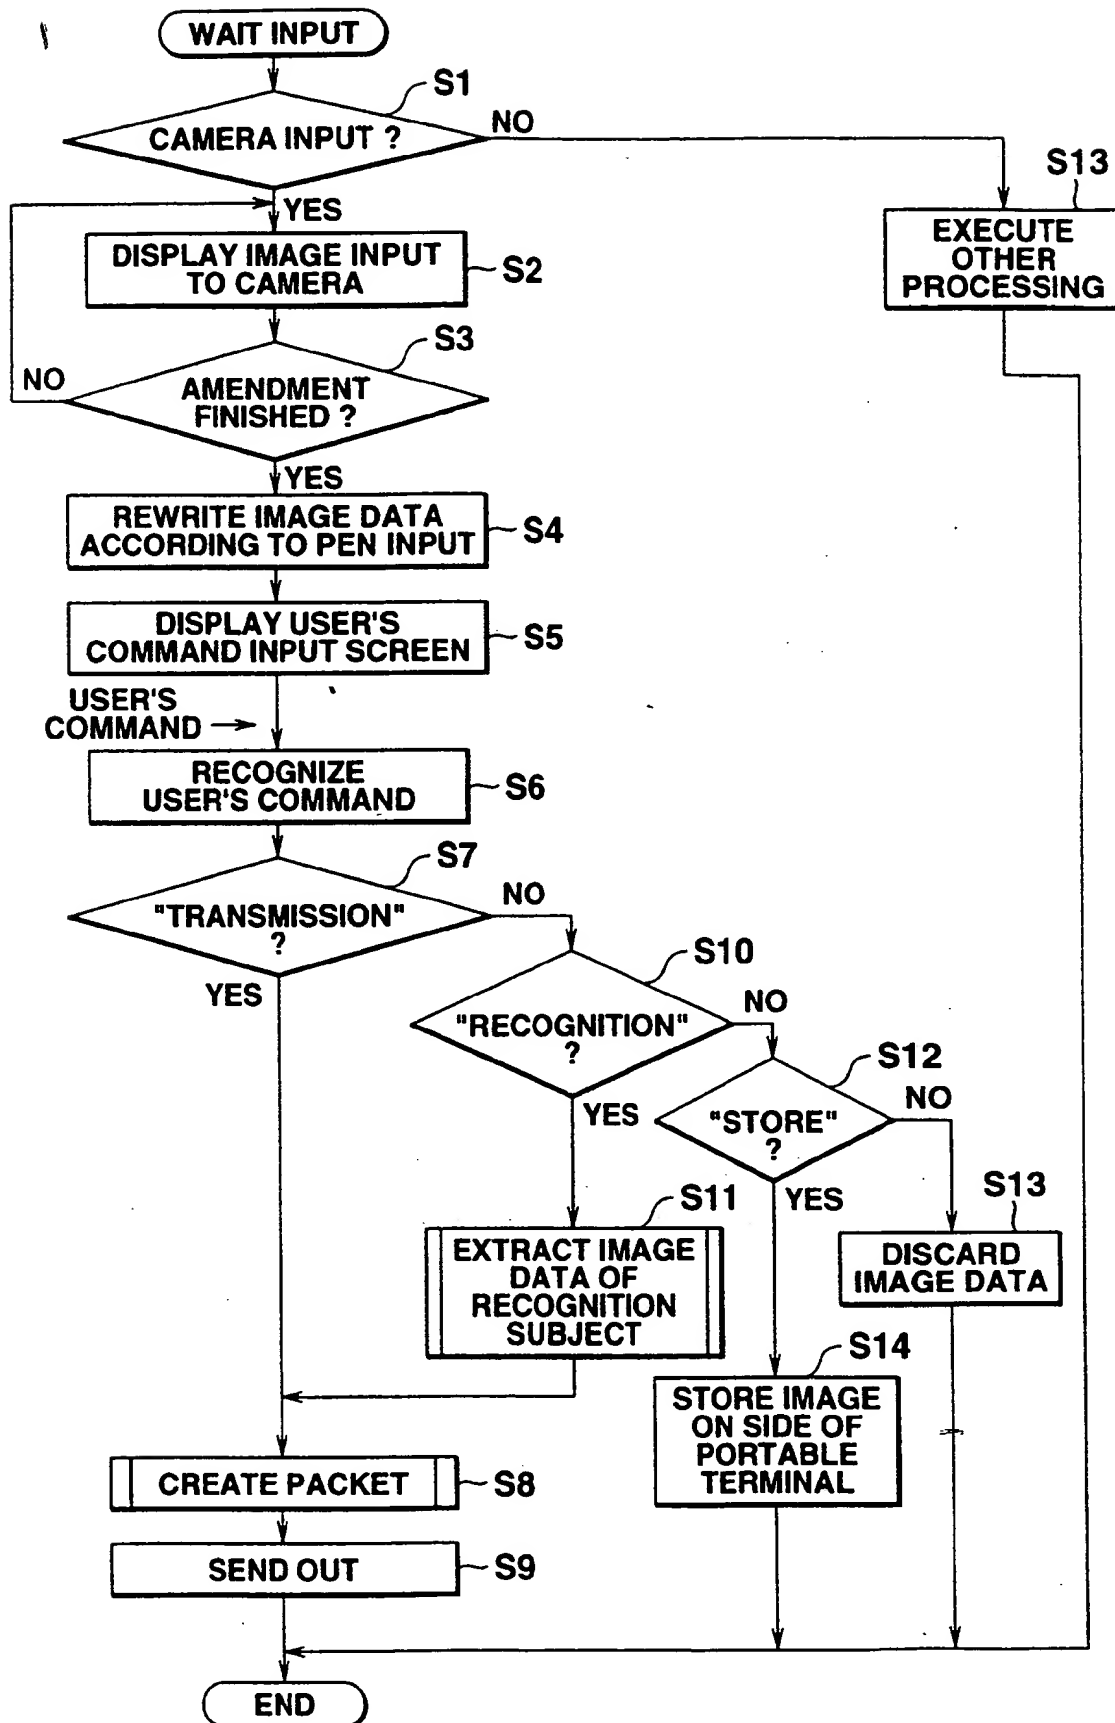 WAIT INPUT
S1
CAMERA INPUT ?
NO
S13
YES
EXECUTE
OTHER
PROCESSING
DISPLAY IMAGE INPUT
TO CAMERA
S2
S3
NO
AMENDMENT
FINISHED ?
YES
REWRITE IMAGE DATA
ACCORDING TO PEN INPUT
S4
DISPLAY USER'S
COMMAND INPUT SCREEN
S5
USER'S
COMMAND
RECOGNIZE
USER'S COMMAND
S6
S7
NO
"TRANSMISSION"
?
YES
S10
NO
"RECOGNITION"
?
YES
S12
NO
"STORE"
?
YES
S11
EXTRACT IMAGE
DATA OF
RECOGNITION
SUBJECT
S13
DISCARD
IMAGE DATA
S14
STORE IMAGE
ON SIDE OF
PORTABLE
TERMINAL
CREATE PACKET
S8
SEND OUT
S9
END